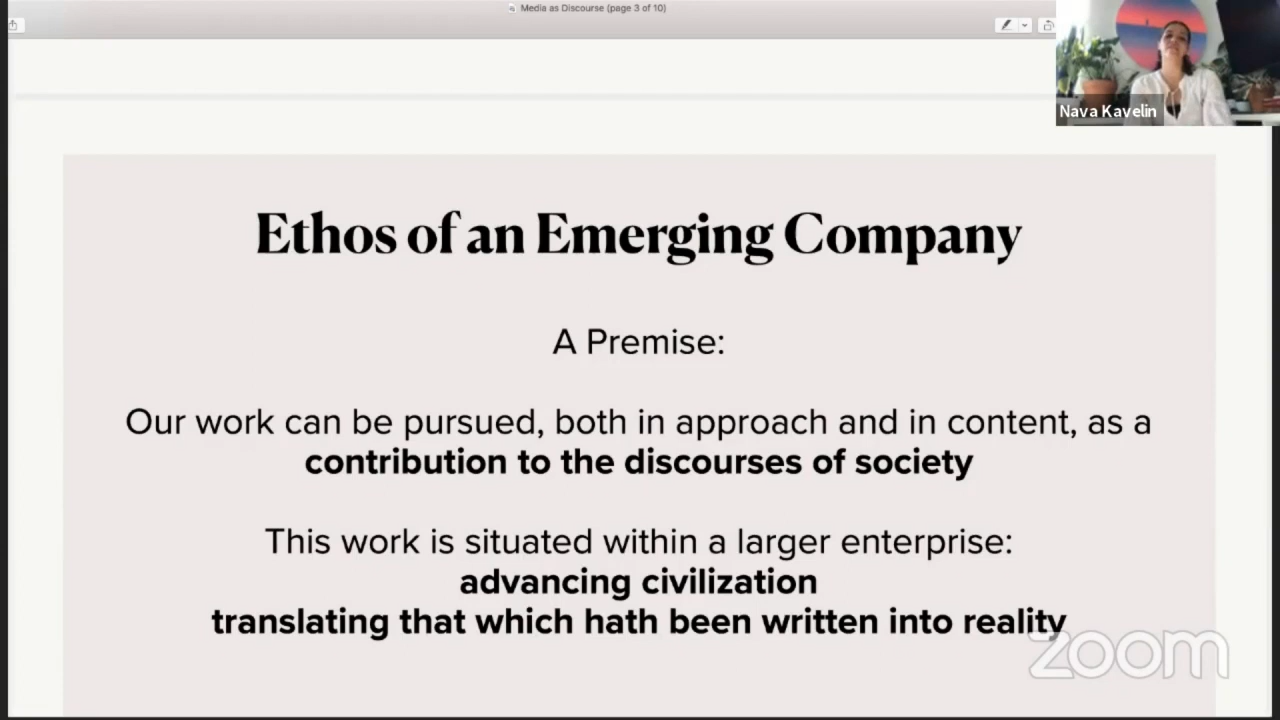 Media as Discourse (page 3 of 10)
Nava Kavelin
Ethos of an Emerging Company
A Premise:
Our work can be pursued, both in approach and in content, as a
contribution to the discourses of society
This work is situated within a larger enterprise:
advancing civilization
translating that which hath been written into reality
zoom